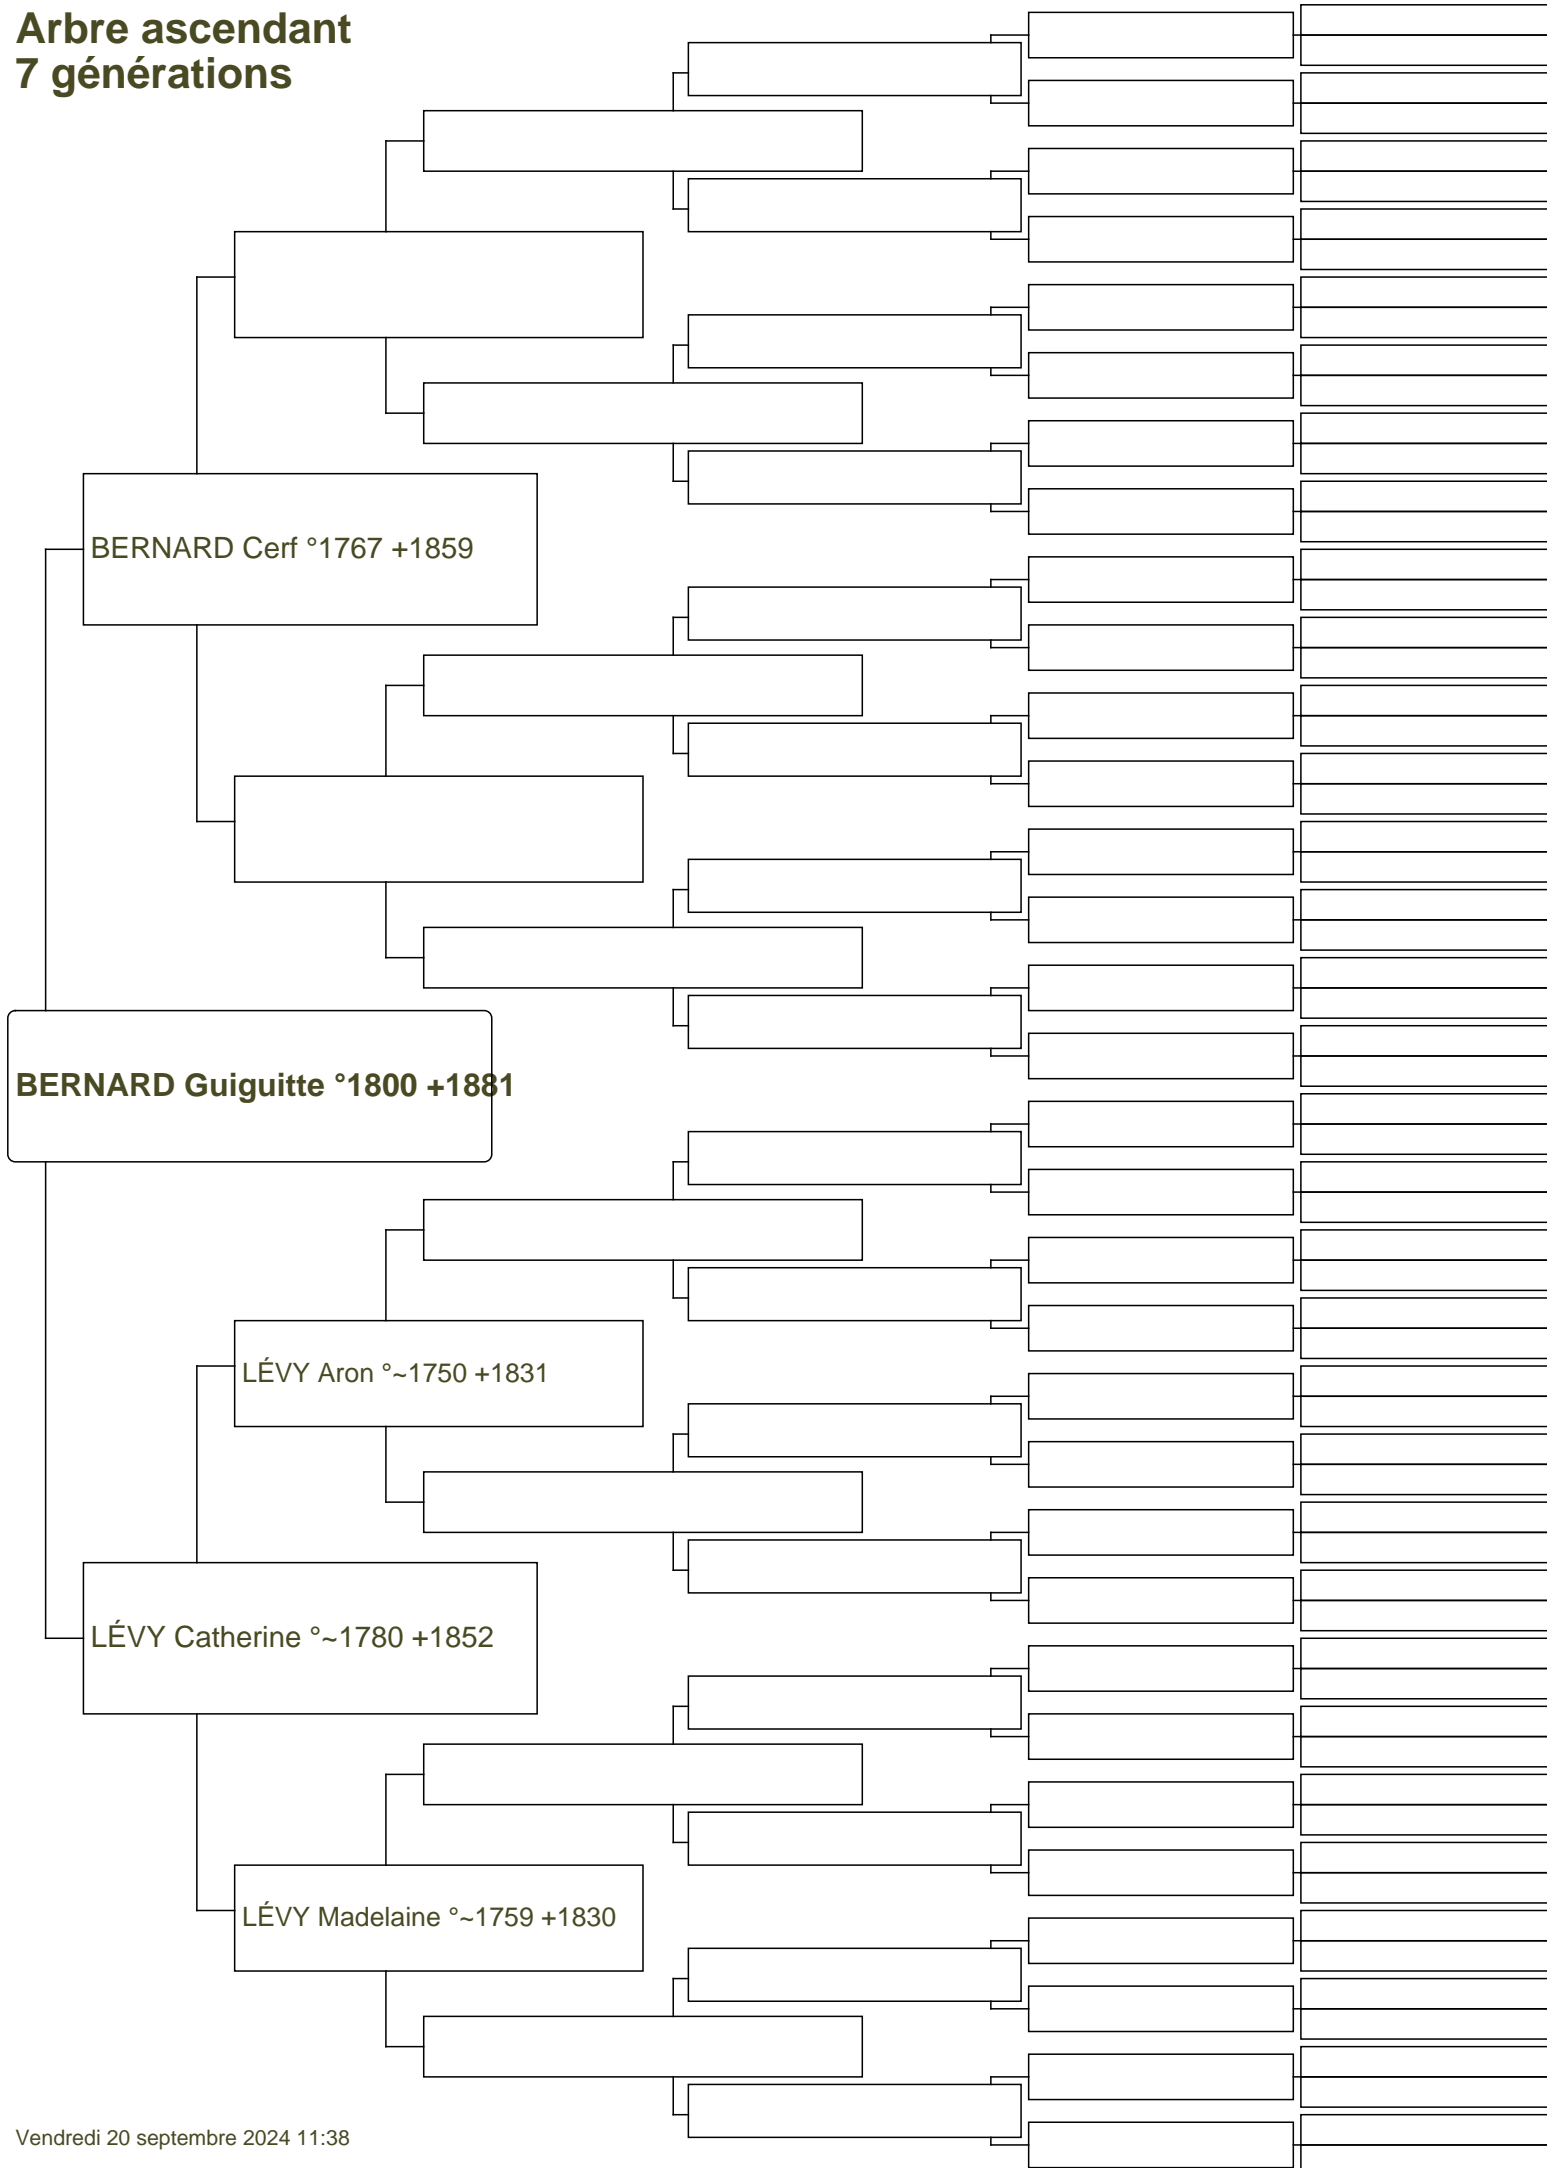 Arbre ascendant
7 générations
BERNARD Cerf °1767 +1859
BERNARD Guiguitte °1800 +1881
LÉVY Aron °~1750 +1831
LÉVY Catherine °~1780 +1852
LÉVY Madelaine °~1759 +1830
Vendredi 20 septembre 2024 11:38